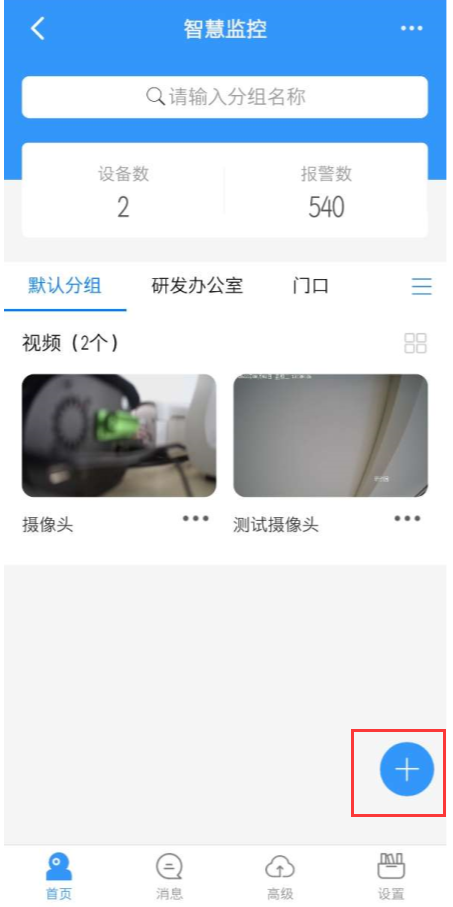 智慧监控
请输入分组名称
设备数 报警数
2 540
默认分组 研发办公室 门口
视频（2个）
摄像头 测试摄像头
首页 消息 高级 设置